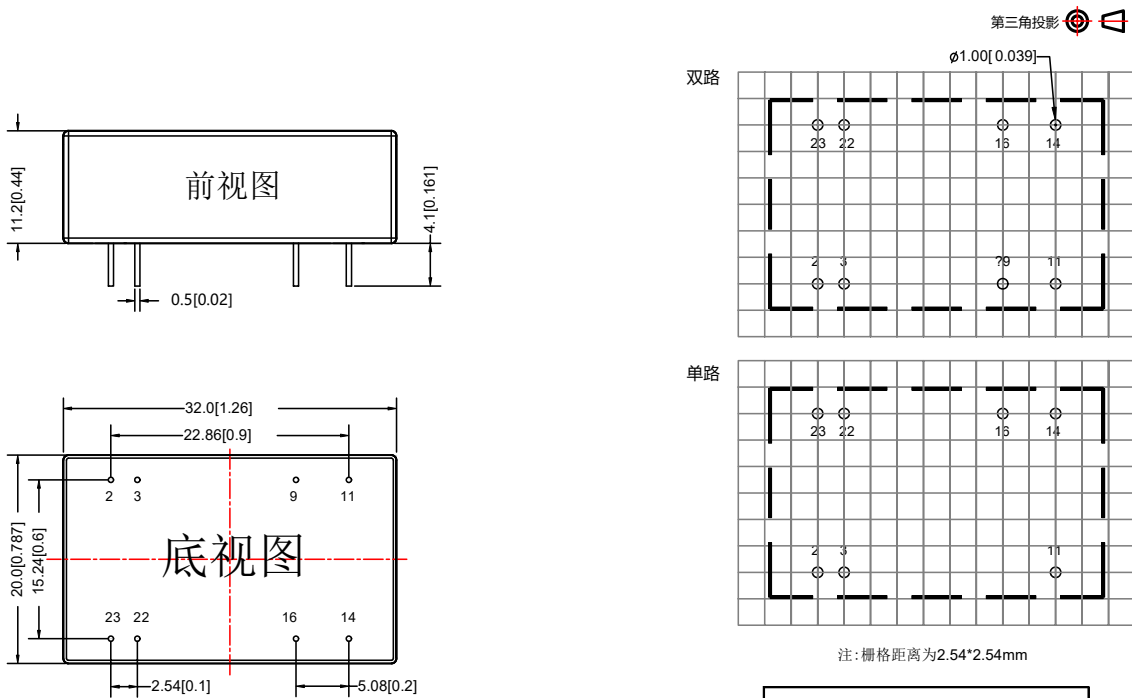 第三角投影
⌀1.00[0.039]
双路
23 22 16 14
2 3 ?9 11
前视图
11.2[0.44]
4.1[0.161]
0.5[0.02]
单路
23 22 16 14
2 3 11
注:栅格距离为2.54*2.54mm
32.0[1.26]
22.86[0.9]
2 3 9 11
底视图
20.0[0.787]
15.24[0.6]
23 22 16 14
2.54[0.1]
5.08[0.2]